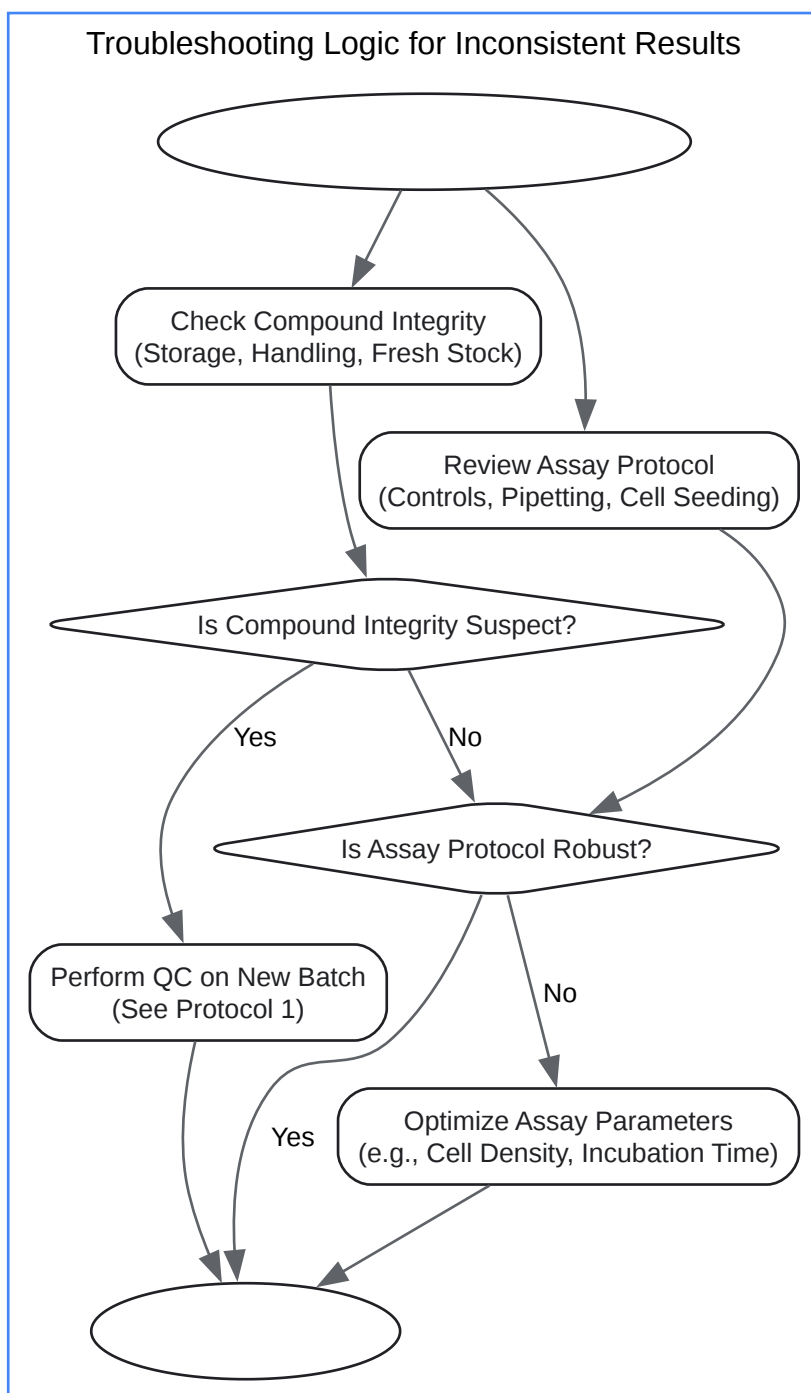 Troubleshooting Logic for Inconsistent Results
Check Compound Integrity
(Storage, Handling, Fresh Stock)
Review Assay Protocol
(Controls, Pipetting, Cell Seeding)
Is Compound Integrity Suspect?
Yes
No
Is Assay Protocol Robust?
Perform QC on New Batch
(See Protocol 1)
No
Optimize Assay Parameters
(e.g., Cell Density, Incubation Time)
Yes